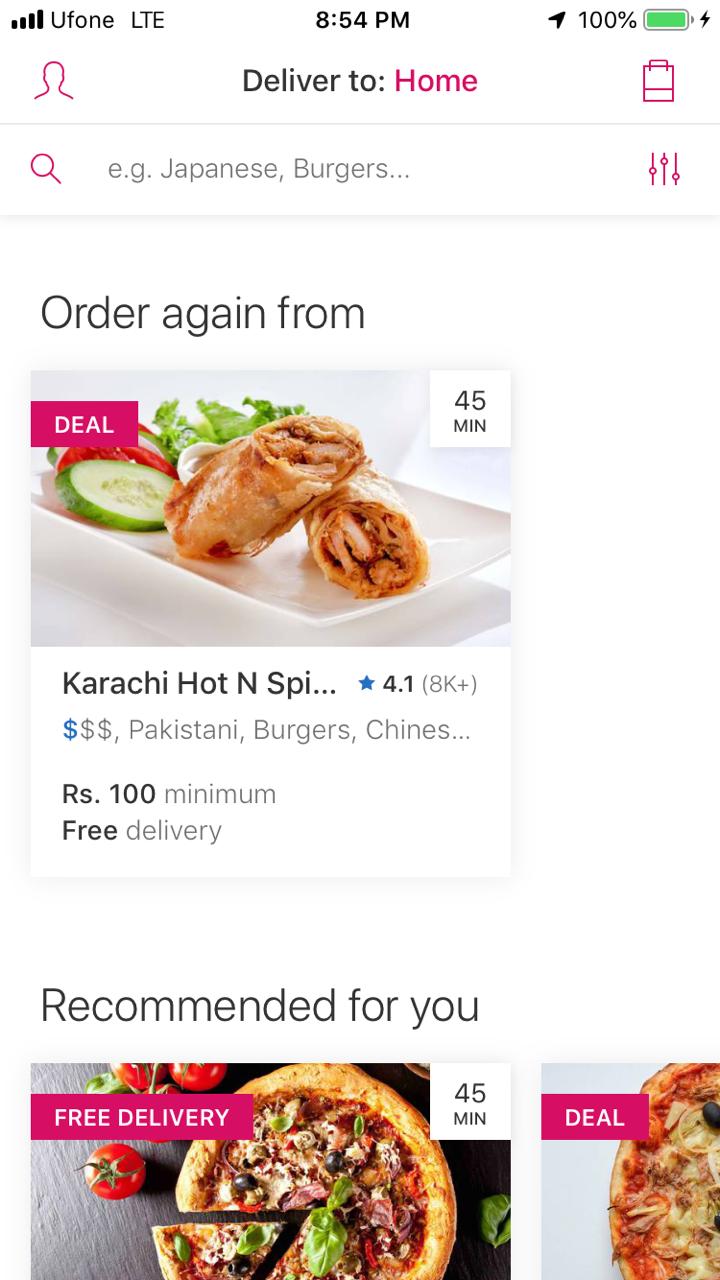 Ufone LTE 8:54 PM 100%
Deliver to: Home
e.g. Japanese, Burgers...
Order again from
DEAL
45
MIN
Karachi Hot N Spi... 4.1 (8K+)
$$$, Pakistani, Burgers, Chines...
Rs. 100 minimum
Free delivery
Recommended for you
FREE DELIVERY
45
MIN
DEAL